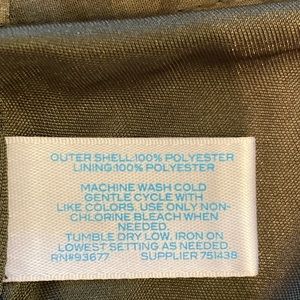 OUTER SHELL:100% POLYESTER
LINING:100% POLYESTER
MACHINE WASH COLD
GENTLE CYCLE WITH
LIKE COLORS. USE ONLY NON-
CHLORINE BLEACH WHEN
NEEDED.
TUMBLE DRY LOW, IRON ON
LOWEST SETTING AS NEEDED.
RN#93677 SUPPLIER 751438